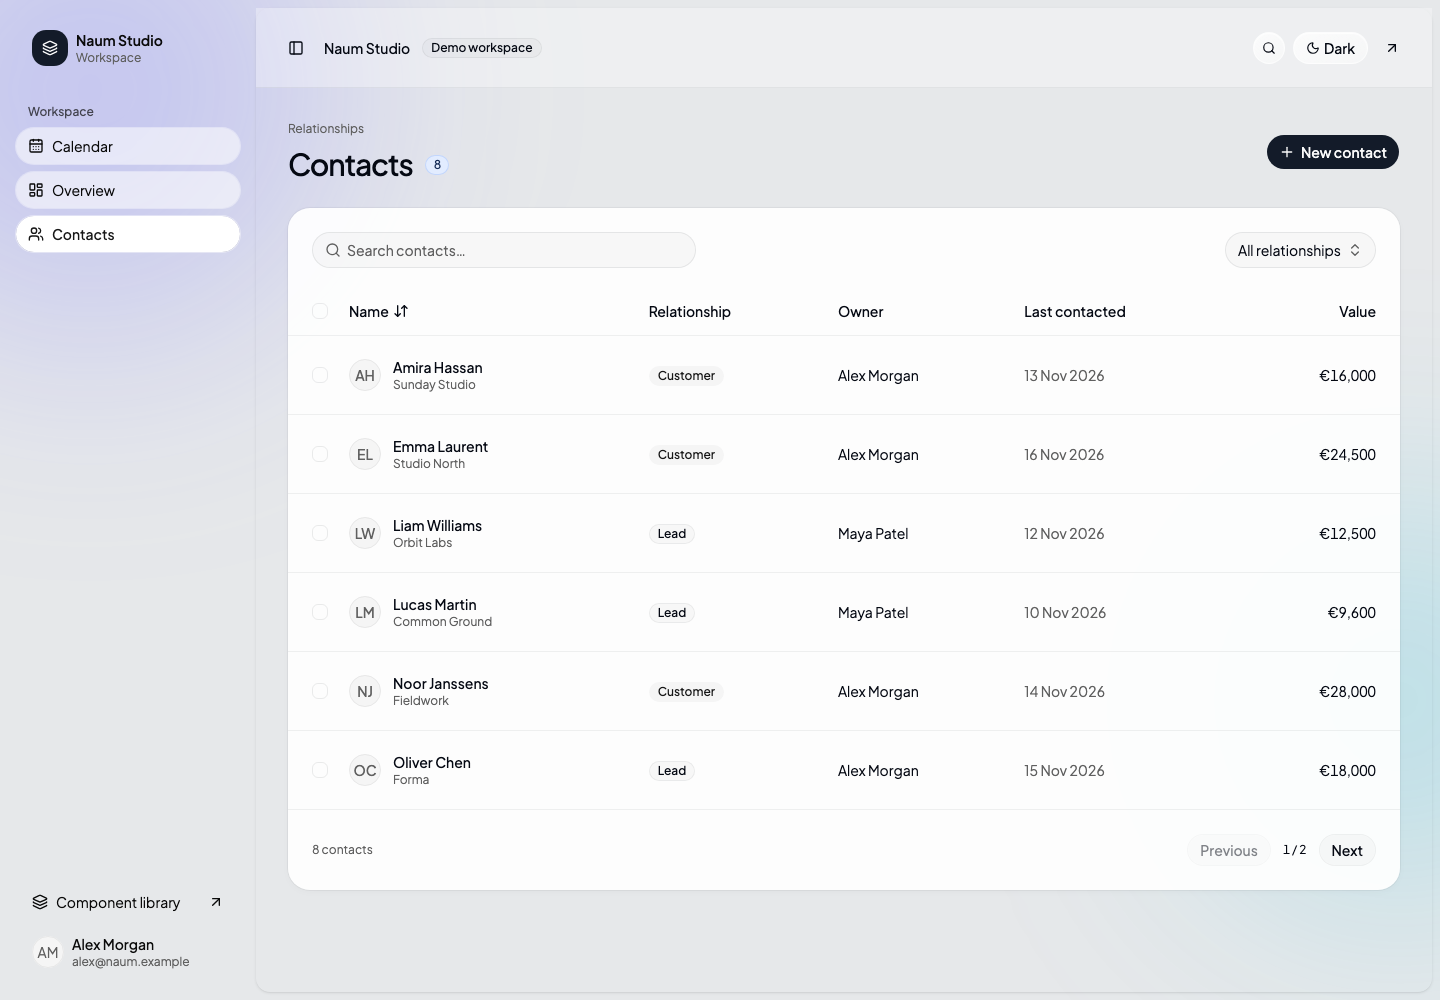 Naum Studio
Workspace
Workspace
Calendar
Overview
Contacts
Component library
AM
Alex Morgan
alex@naum.example
Naum Studio
Demo workspace
Dark
Relationships
Contacts 8
New contact
Search contacts...
All relationships
Name Relationship Owner Last contacted Value
AH Amira Hassan Customer Alex Morgan 13 Nov 2026 €16,000
Sunday Studio
EL Emma Laurent Customer Alex Morgan 16 Nov 2026 €24,500
Studio North
LW Liam Williams Lead Maya Patel 12 Nov 2026 €12,500
Orbit Labs
LM Lucas Martin Lead Maya Patel 10 Nov 2026 €9,600
Common Ground
NJ Noor Janssens Customer Alex Morgan 14 Nov 2026 €28,000
Fieldwork
OC Oliver Chen Lead Alex Morgan 15 Nov 2026 €18,000
Forma
8 contacts Previous 1/2 Next